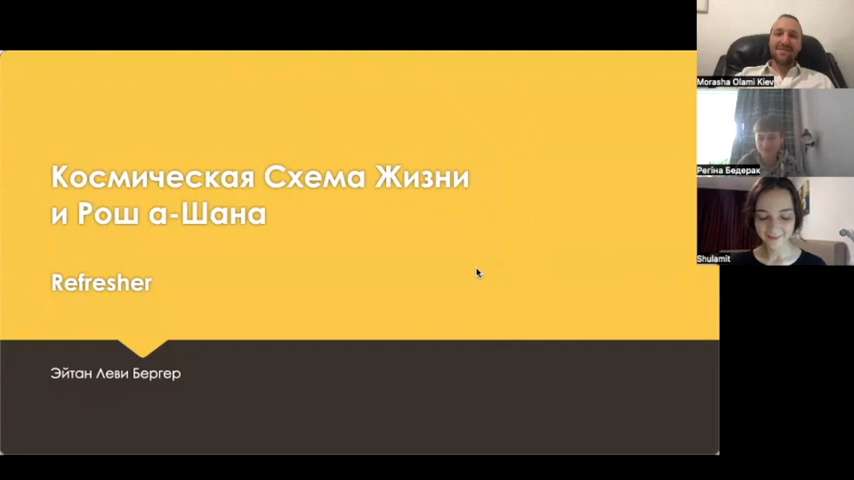 Космическая Схема Жизни
и Рош а-Шана
Refresher
Эйтан Леви Бергер
Morasha Olami Kiev
Регіна Бедерак
Shulamit